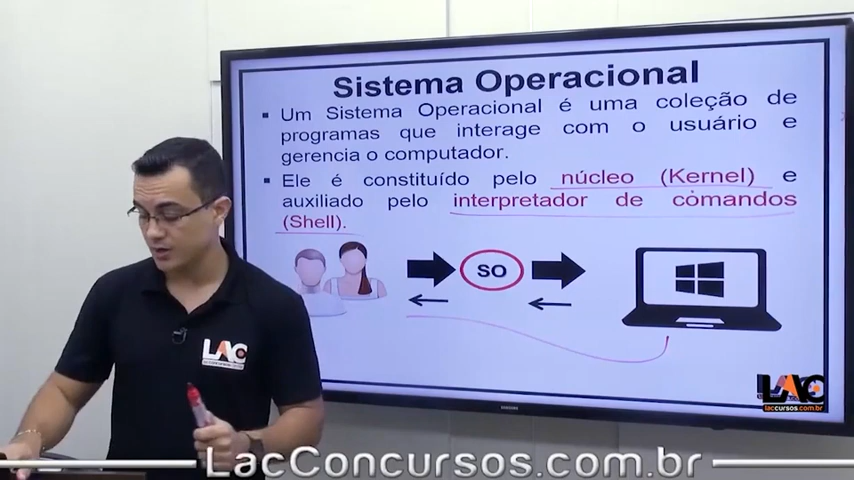 Sistema Operacional
▪ Um Sistema Operacional é uma coleção de
programas que interage com o usuário e
gerencia o computador.
▪ Ele é constituído pelo núcleo (Kernel) e
auxiliado pelo interpretador de comandos
(Shell).
SO
LAC
LAC
laccursos.com.br
LacConcursos.com.br